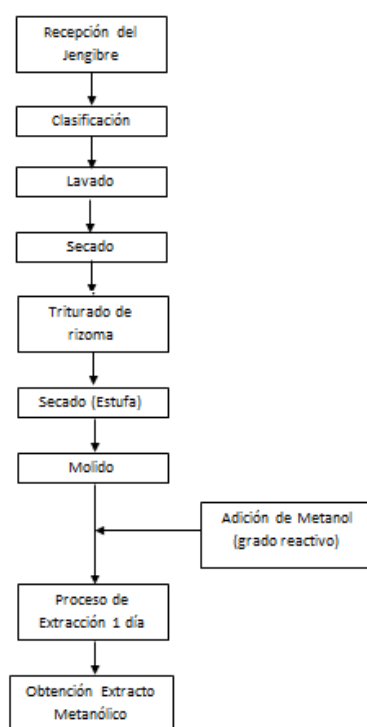 Recepción del
Jengibre
Clasificación
Lavado
Secado
Triturado de
rizoma
Secado (Estufa)
Molido
Adición de Metanol
(grado reactivo)
Proceso de
Extracción 1 día
Obtención Extracto
Metanólico